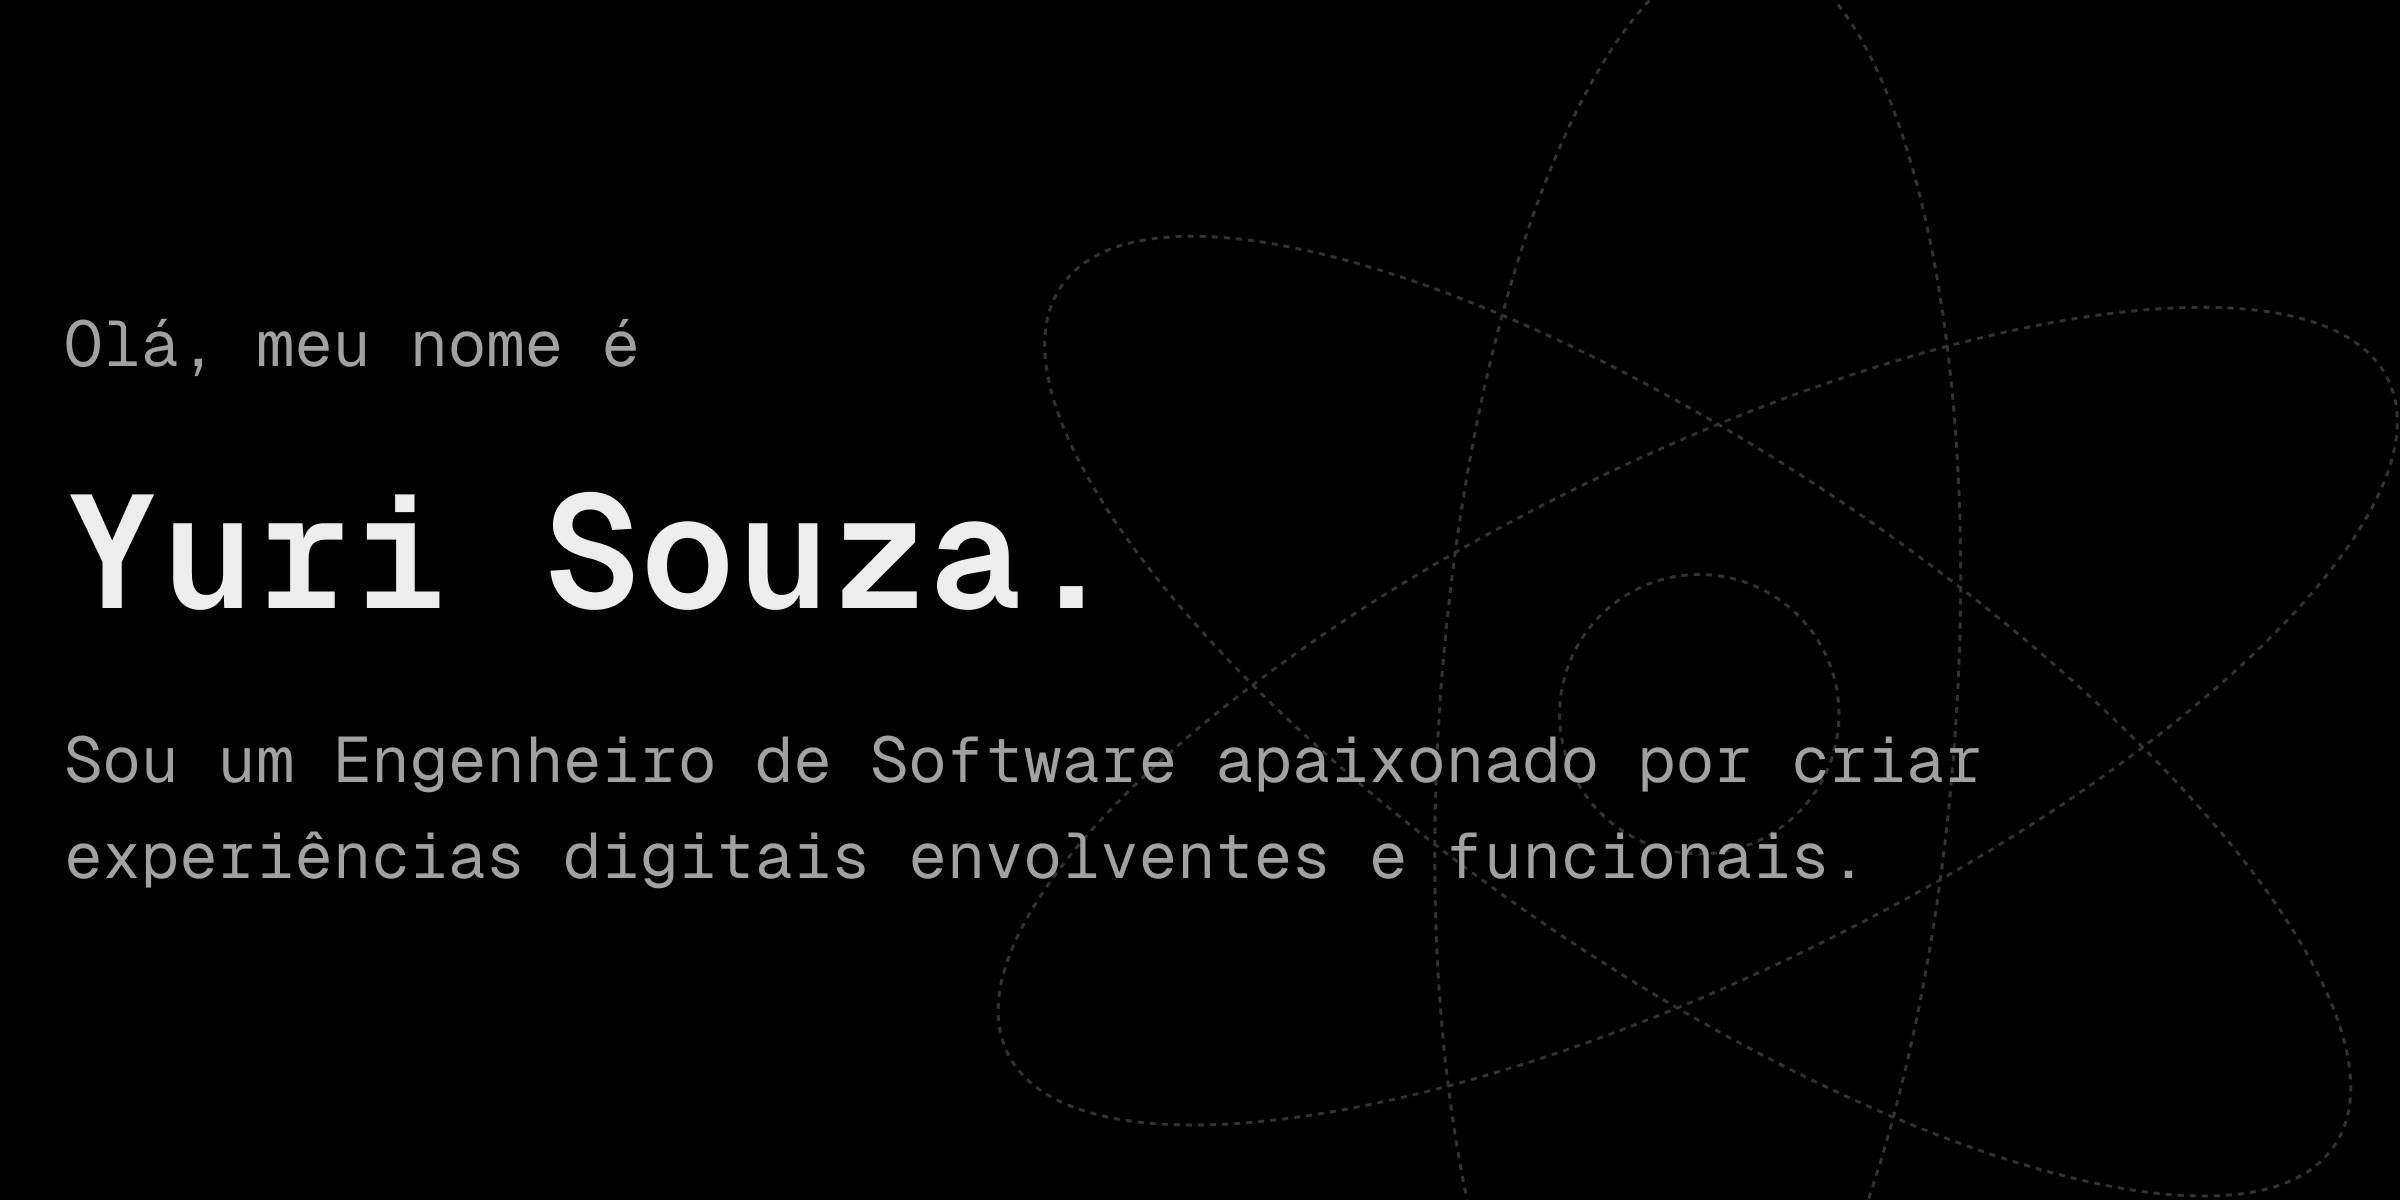 Olá, meu nome é
Yuri Souza.
Sou um Engenheiro de Software apaixonado por criar
experiências digitais envolventes e funcionais.